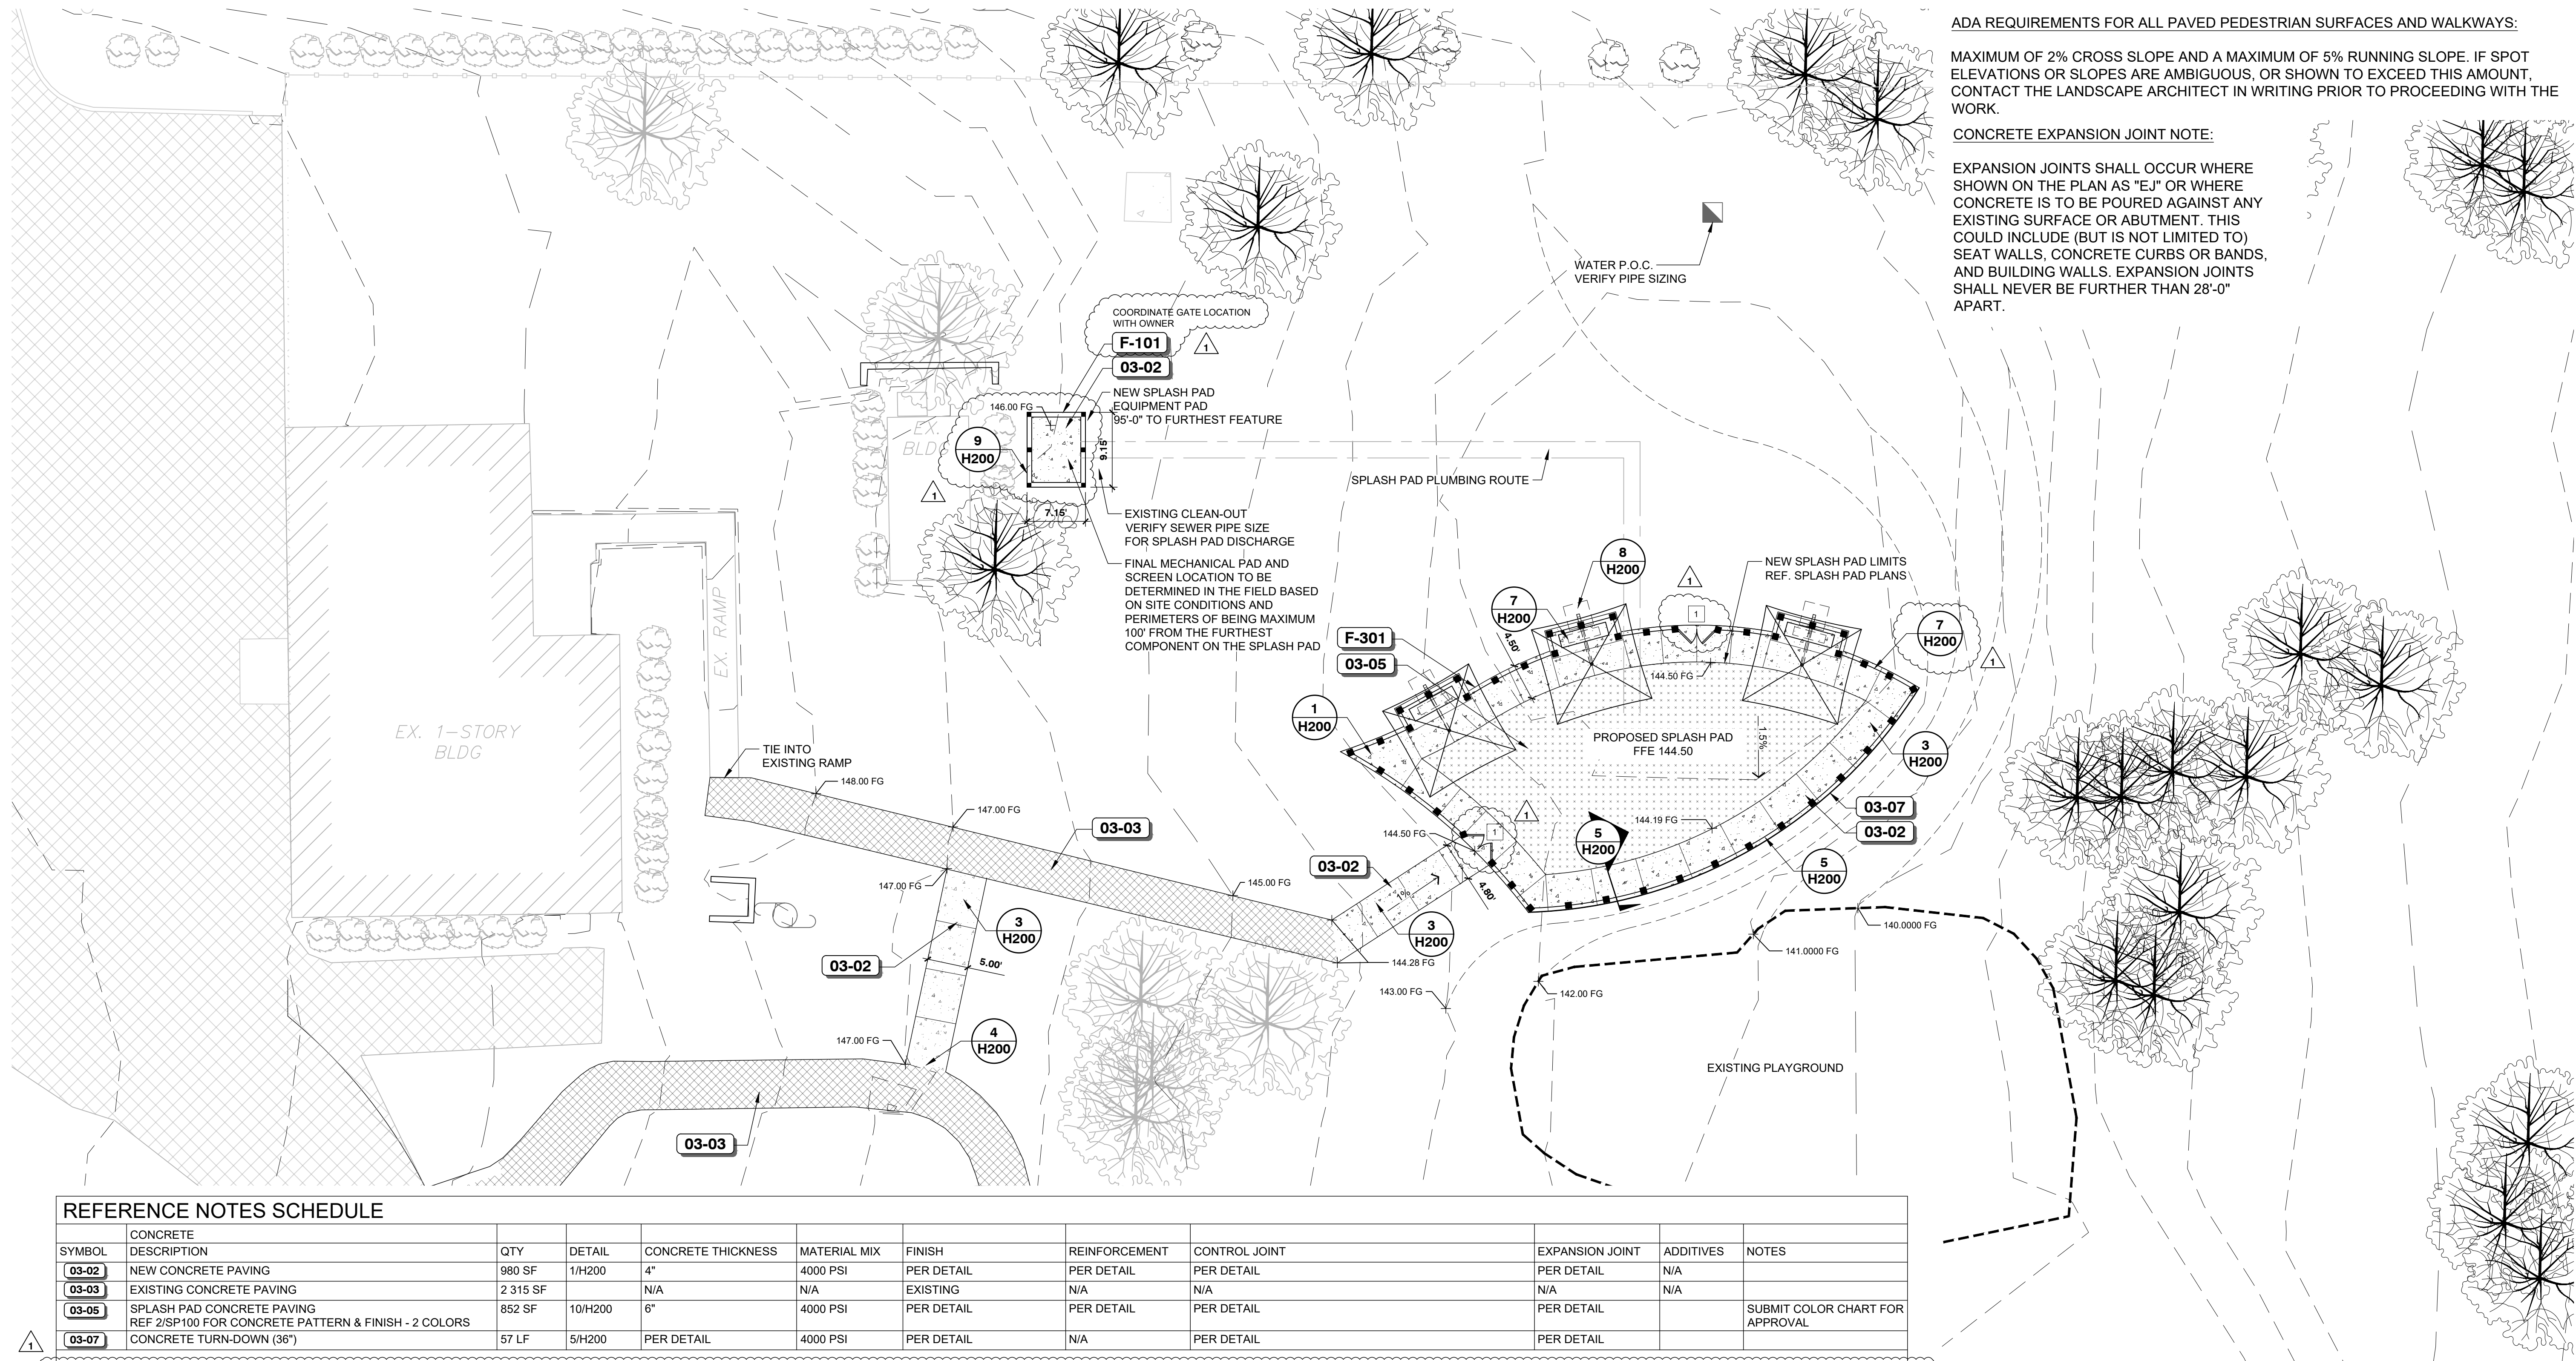 ADA REQUIREMENTS FOR ALL PAVED PEDESTRIAN SURFACES AND WALKWAYS:
MAXIMUM OF 2% CROSS SLOPE AND A MAXIMUM OF 5% RUNNING SLOPE. IF SPOT
ELEVATIONS OR SLOPES ARE AMBIGUOUS, OR SHOWN TO EXCEED THIS AMOUNT,
CONTACT THE LANDSCAPE ARCHITECT IN WRITING PRIOR TO PROCEEDING WITH THE
WORK.
CONCRETE EXPANSION JOINT NOTE:
EXPANSION JOINTS SHALL OCCUR WHERE
SHOWN ON THE PLAN AS "EJ" OR WHERE
CONCRETE IS TO BE POURED AGAINST ANY
EXISTING SURFACE OR ABUTMENT. THIS
COULD INCLUDE (BUT IS NOT LIMITED TO)
SEAT WALLS, CONCRETE CURBS OR BANDS,
AND BUILDING WALLS. EXPANSION JOINTS
SHALL NEVER BE FURTHER THAN 28'-0"
APART.
WATER P.O.C.
VERIFY PIPE SIZING
COORDINATE GATE LOCATION
WITH OWNER
F-101
1
03-02
NEW SPLASH PAD
EQUIPMENT PAD
95'-0" TO FURTHEST FEATURE
146.00 FG
EX.
BLD
9
H200
9.15'
1
7.15'
SPLASH PAD PLUMBING ROUTE
EXISTING CLEAN-OUT
VERIFY SEWER PIPE SIZE
FOR SPLASH PAD DISCHARGE
FINAL MECHANICAL PAD AND
SCREEN LOCATION TO BE
DETERMINED IN THE FIELD BASED
ON SITE CONDITIONS AND
PERIMETERS OF BEING MAXIMUM
100' FROM THE FURTHEST
COMPONENT ON THE SPLASH PAD
8
H200
NEW SPLASH PAD LIMITS
REF. SPLASH PAD PLANS
1
1
7
H200
4.50'
7
H200
1
F-301
03-05
144.50 FG
1
H200
EX. RAMP
EX. 1-STORY
BLDG
PROPOSED SPLASH PAD
FFE 144.50
1.5%
3
H200
TIE INTO
EXISTING RAMP
148.00 FG
147.00 FG
03-03
03-07
03-02
144.19 FG
1
1
144.50 FG
5
H200
5
H200
03-02
1%
4.80'
147.00 FG
145.00 FG
3
H200
3
H200
03-02
5.00'
144.28 FG
143.00 FG
142.00 FG
141.0000 FG
140.0000 FG
147.00 FG
4
H200
EXISTING PLAYGROUND
03-03
REFERENCE NOTES SCHEDULE
CONCRETE
SYMBOL DESCRIPTION QTY DETAIL CONCRETE THICKNESS MATERIAL MIX FINISH REINFORCEMENT CONTROL JOINT EXPANSION JOINT ADDITIVES NOTES
03-02 NEW CONCRETE PAVING 980 SF 1/H200 4" 4000 PSI PER DETAIL PER DETAIL PER DETAIL PER DETAIL N/A
03-03 EXISTING CONCRETE PAVING 2 315 SF N/A N/A EXISTING N/A N/A N/A N/A
03-05 SPLASH PAD CONCRETE PAVING 852 SF 10/H200 6" 4000 PSI PER DETAIL PER DETAIL PER DETAIL PER DETAIL SUBMIT COLOR CHART FOR
REF 2/SP100 FOR CONCRETE PATTERN & FINISH - 2 COLORS APPROVAL
1 03-07 CONCRETE TURN-DOWN (36") 57 LF 5/H200 PER DETAIL 4000 PSI PER DETAIL N/A PER DETAIL PER DETAIL